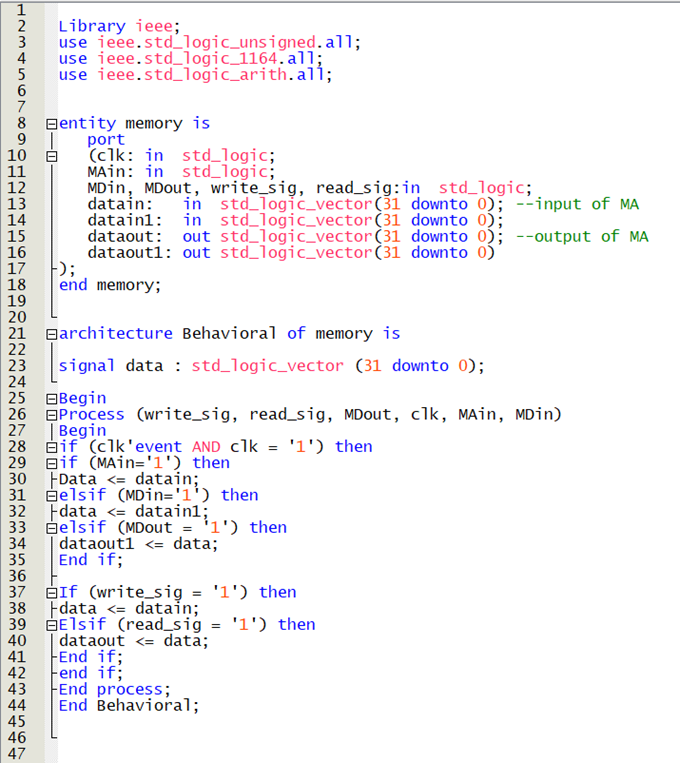 1
2 Library ieee;
3 use ieee.std_logic_unsigned.all;
4 use ieee.std_logic_1164.all;
5 use ieee.std_logic_arith.all;
6
7
8 entity memory is
9 port
10 (clk: in std_logic;
11 MAin: in std_logic;
12 MDin, MDout, write_sig, read_sig:in std_logic;
13 datain: in std_logic_vector(31 downto 0); --input of MA
14 datain1: in std_logic_vector(31 downto 0);
15 dataout: out std_logic_vector(31 downto 0); --output of MA
16 dataout1: out std_logic_vector(31 downto 0)
17 );
18 end memory;
19
20
21 architecture Behavioral of memory is
22
23 signal data : std_logic_vector (31 downto 0);
24
25 Begin
26 Process (write_sig, read_sig, MDout, clk, MAin, MDin)
27 Begin
28 if (clk'event AND clk = '1') then
29 if (MAin='1') then
30 Data <= datain;
31 elsif (MDin='1') then
32 data <= datain1;
33 elsif (MDout = '1') then
34 dataout1 <= data;
35 End if;
36
37 If (write_sig = '1') then
38 data <= datain;
39 Elsif (read_sig = '1') then
40 dataout <= data;
41 End if;
42 end if;
43 End process;
44 End Behavioral;
45
46
47